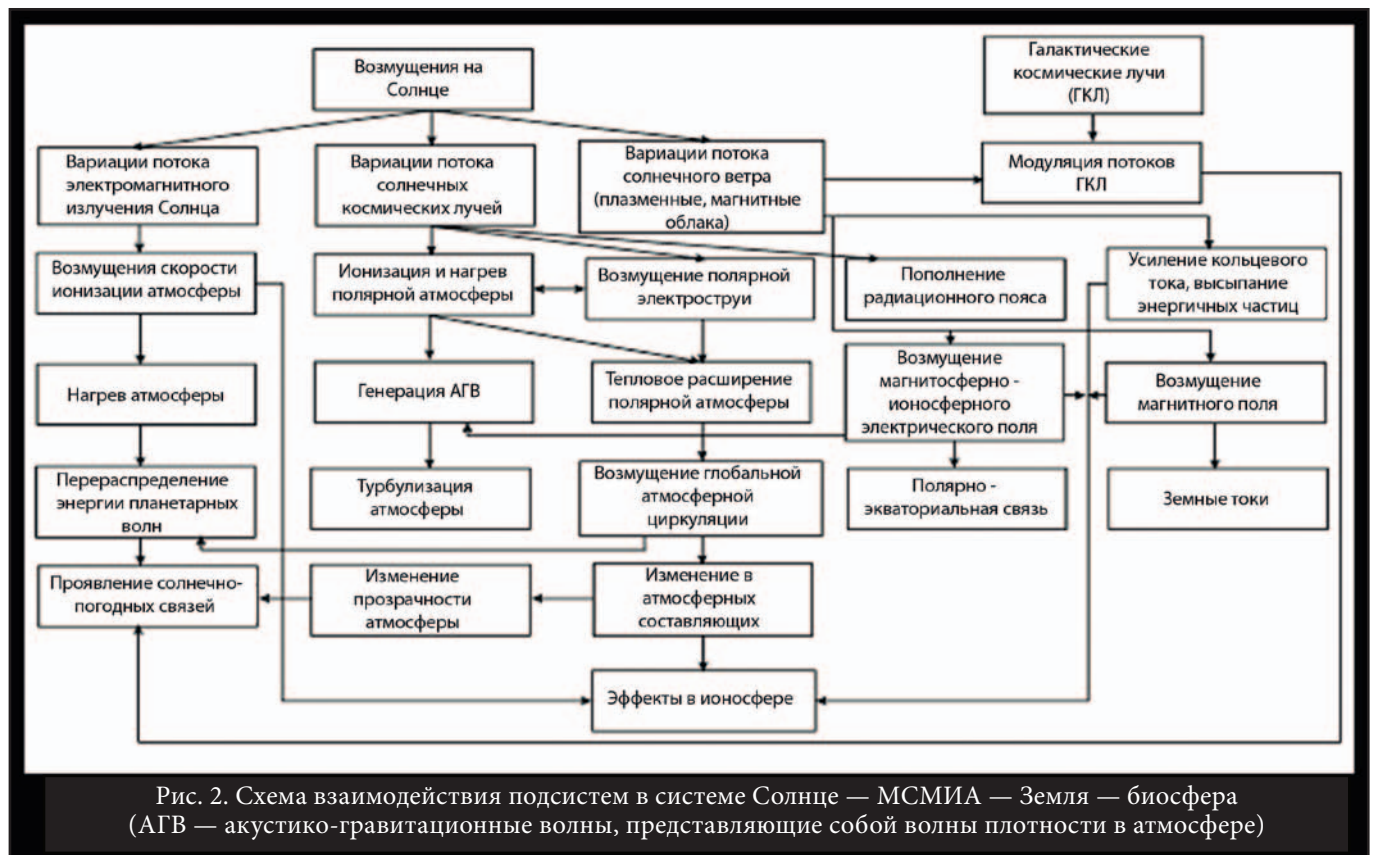 Возмущения на
Солнце
Галактические
космические лучи
(ГКЛ)
Вариации потока
электромагнитного
излучения Солнца
Вариации потока
солнечных
космических лучей
Вариации потока
солнечного ветра
(плазменные, магнитные
облака)
Модуляция потоков
ГКЛ
Возмущения скорости
ионизации атмосферы
Ионизация и нагрев
полярной атмосферы
Возмущение полярной
электроструи
Пополнение
радиационного пояса
Усиление кольцевого
тока, высыпание
энергичных частиц
Нагрев атмосферы
Генерация АГВ
Тепловое расширение
полярной атмосферы
Возмущение
магнитосферно -
ионосферного
электрического поля
Возмущение
магнитного поля
Перераспределение
энергии планетарных
волн
Турбулизация
атмосферы
Возмущение глобальной
атмосферной
циркуляции
Полярно -
экваториальная связь
Земные токи
Проявление солнечно-
погодных связей
Изменение
прозрачности
атмосферы
Изменение в
атмосферных
составляющих
Эффекты в ионосфере
Рис. 2. Схема взаимодействия подсистем в системе Солнце — МСМИА — Земля — биосфера
(АГВ — акустико-гравитационные волны, представляющие собой волны плотности в атмосфере)